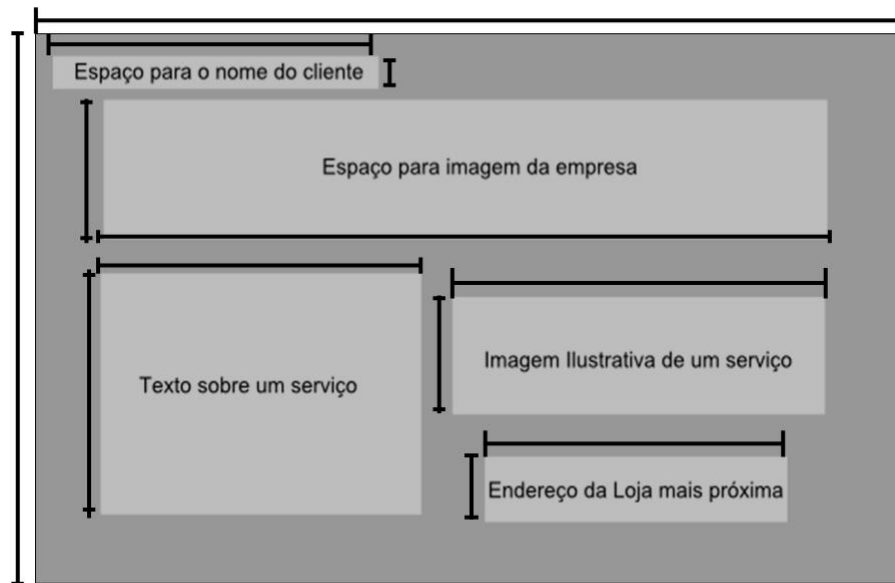 Espaço para o nome do cliente
Espaço para imagem da empresa
Texto sobre um serviço
Imagem Ilustrativa de um serviço
Endereço da Loja mais próxima